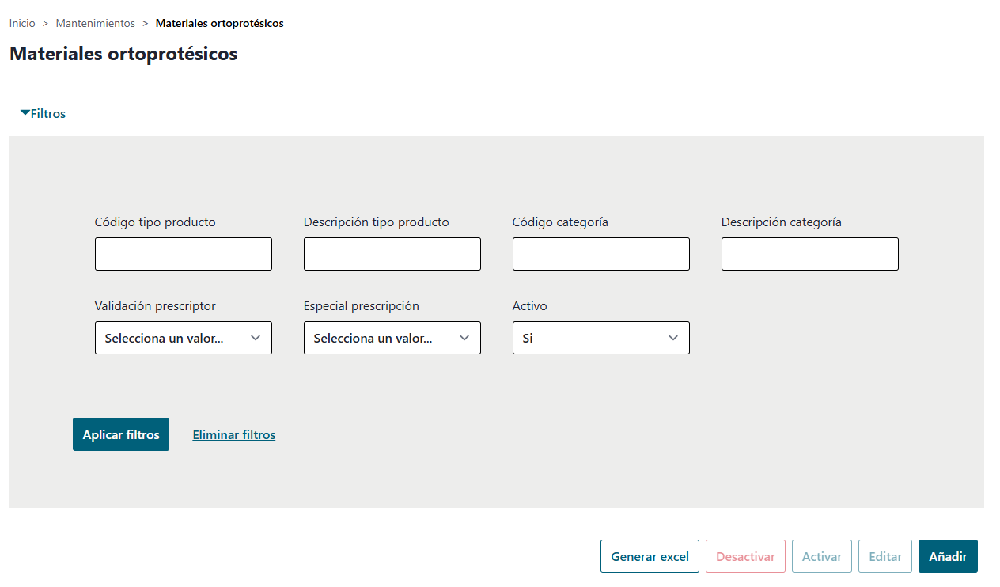 Inicio > Mantenimientos > Materiales ortoprotésicos
Materiales ortoprotésicos
Filtros
Código tipo producto
Descripción tipo producto
Código categoría
Descripción categoría
Validación prescriptor
Especial prescripción
Activo
Selecciona un valor...
Selecciona un valor...
Si
Aplicar filtros
Eliminar filtros
Generar excel
Desactivar
Activar
Editar
Añadir